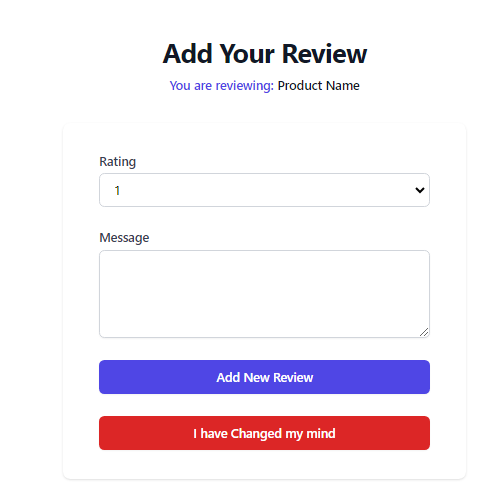 Add Your Review
You are reviewing: Product Name
Rating
1
Message
Add New Review
I have Changed my mind